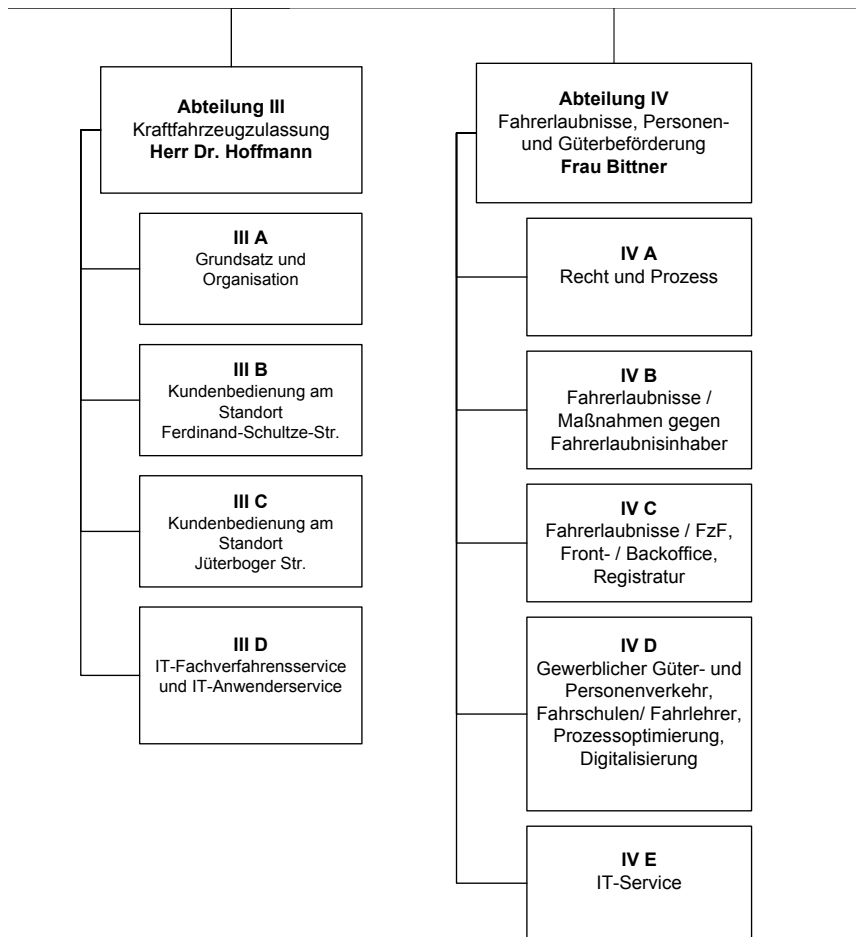 Abteilung III
Kraftfahrzeugzulassung
Herr Dr. Hoffmann
III A
Grundsatz und
Organisation
III B
Kundenbedienung am
Standort
Ferdinand-Schultze-Str.
III C
Kundenbedienung am
Standort
Jüterboger Str.
III D
IT-Fachverfahrensservice
und IT-Anwenderservice
Abteilung IV
Fahrerlaubnisse, Personen-
und Güterbeförderung
Frau Bittner
IV A
Recht und Prozess
IV B
Fahrerlaubnisse /
Maßnahmen gegen
Fahrerlaubnisinhaber
IV C
Fahrerlaubnisse / FzF,
Front- / Backoffice,
Registratur
IV D
Gewerblicher Güter- und
Personenverkehr,
Fahrschulen/ Fahrlehrer,
Prozessoptimierung,
Digitalisierung
IV E
IT-Service